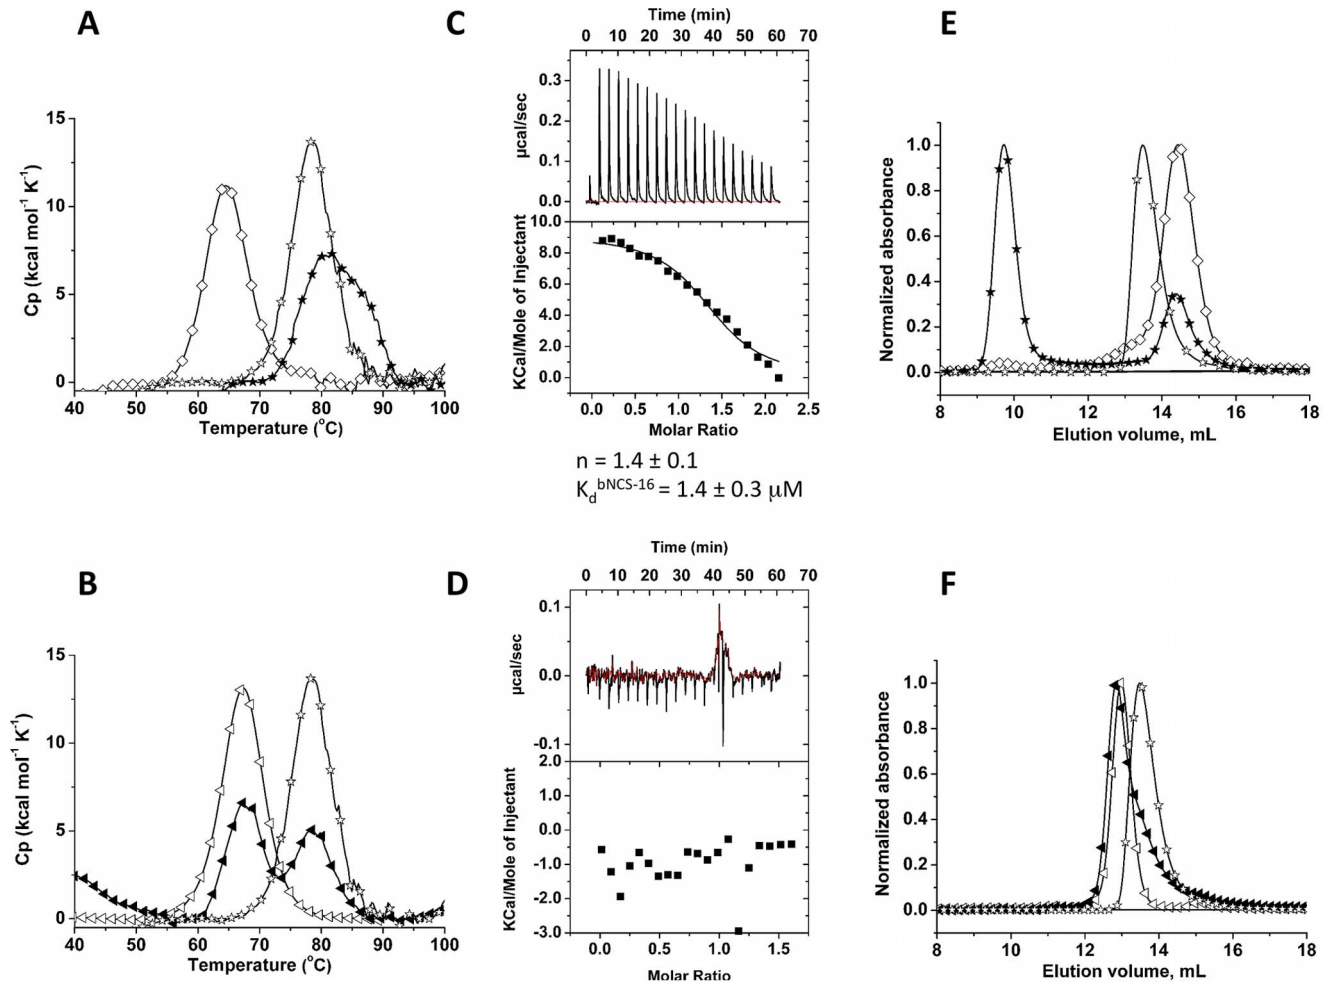 A
Cp (kcal mol⁻¹ K⁻¹)
15
10
5
0
40 50 60 70 80 90 100
Temperature (°C)
C
Time (min)
0 10 20 30 40 50 60 70
µcal/sec
0.3
0.2
0.1
0.0
KCal/Mole of Injectant
10.0
8.0
6.0
4.0
2.0
0.0
0.0 0.5 1.0 1.5 2.0 2.5
Molar Ratio
n = 1.4 ± 0.1
K_d^bNCS-16 = 1.4 ± 0.3 µM
E
Normalized absorbance
1.0
0.8
0.6
0.4
0.2
0.0
8 10 12 14 16 18
Elution volume, mL
B
Cp (kcal mol⁻¹ K⁻¹)
15
10
5
0
40 50 60 70 80 90 100
Temperature (°C)
D
Time (min)
0 10 20 30 40 50 60 70
µcal/sec
0.1
0.0
-0.1
KCal/Mole of Injectant
2.0
1.0
0.0
-1.0
-2.0
-3.0
0.0 0.5 1.0 1.5
Molar Ratio
F
Normalized absorbance
1.0
0.8
0.6
0.4
0.2
0.0
8 10 12 14 16 18
Elution volume, mL